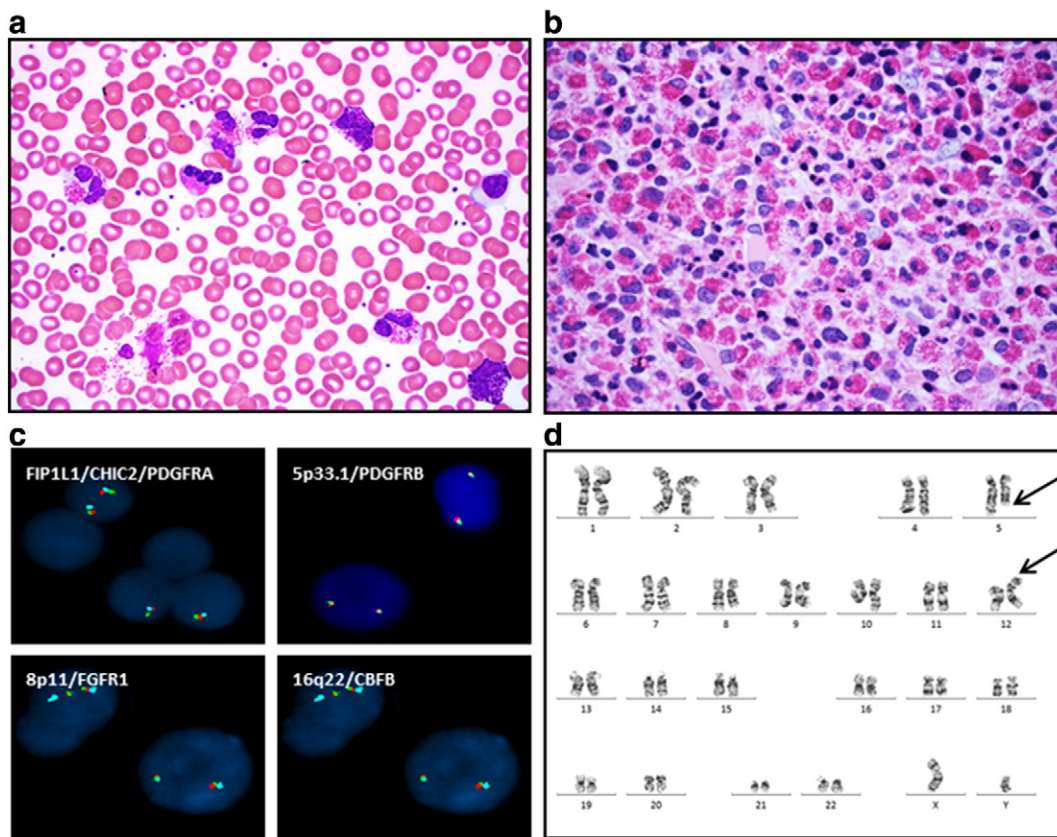 a
b
c
FIP1L1/CHIC2/PDGFRA
5p33.1/PDGFRB
8p11/FGFR1
16q22/CBFB
d
1 2 3 4 5
6 7 8 9 10 11 12
13 14 15 16 17 18
19 20 21 22 X Y